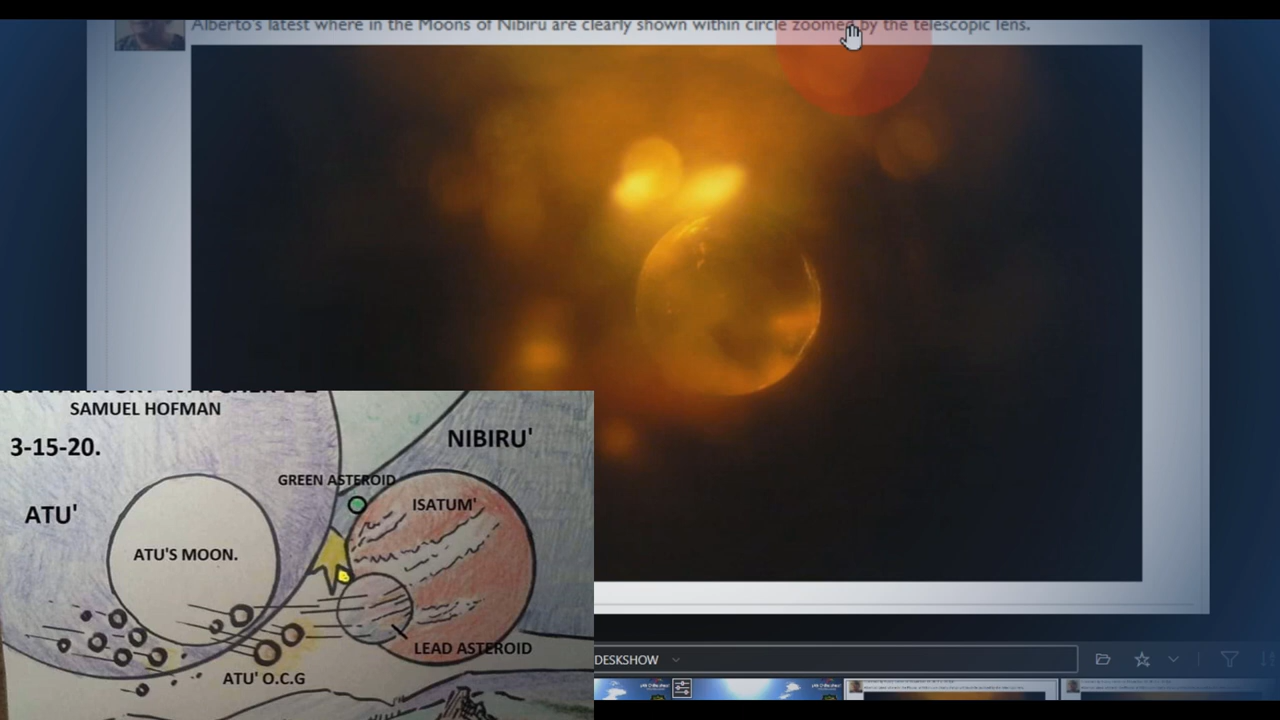 Alberto's latest where in the Moons of Nibiru are clearly shown within circle zoomed by the telescopic lens.
SAMUEL HOFMAN
3-15-20.
NIBIRU'
GREEN ASTEROID
ISATUM'
ATU'
ATU'S MOON.
LEAD ASTEROID
ATU' O.C.G
DESKSHOW